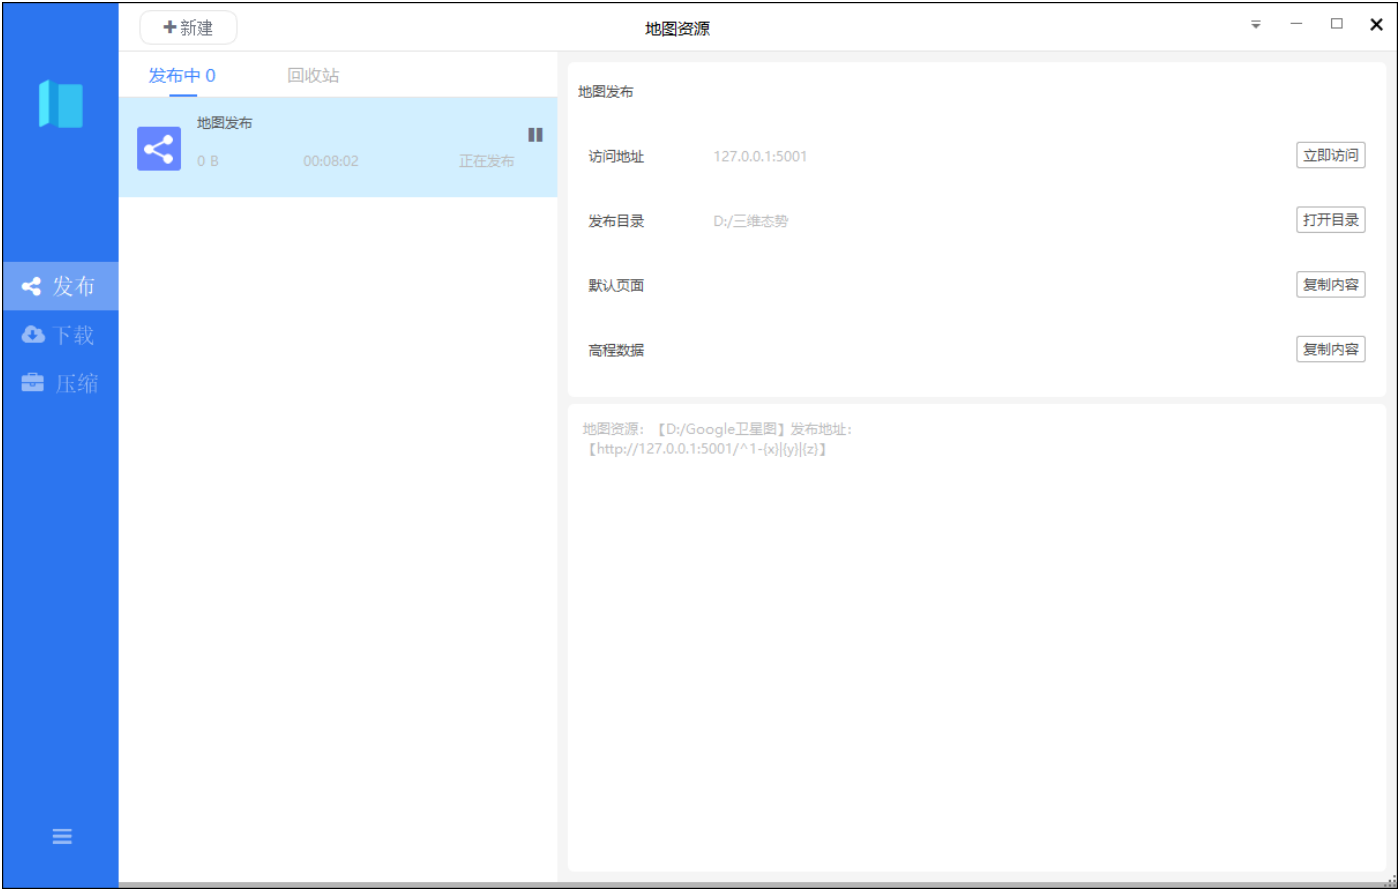 新建
地图资源
发布中 0
回收站
地图发布
0 B
00:08:02
正在发布
发布
下载
压缩
地图发布
访问地址
127.0.0.1:5001
立即访问
发布目录
D:/三维态势
打开目录
默认页面
复制内容
高程数据
复制内容
地图资源：【D:/Google卫星图】发布地址：
【http://127.0.0.1:5001/^1-{x}|{y}|{z}】